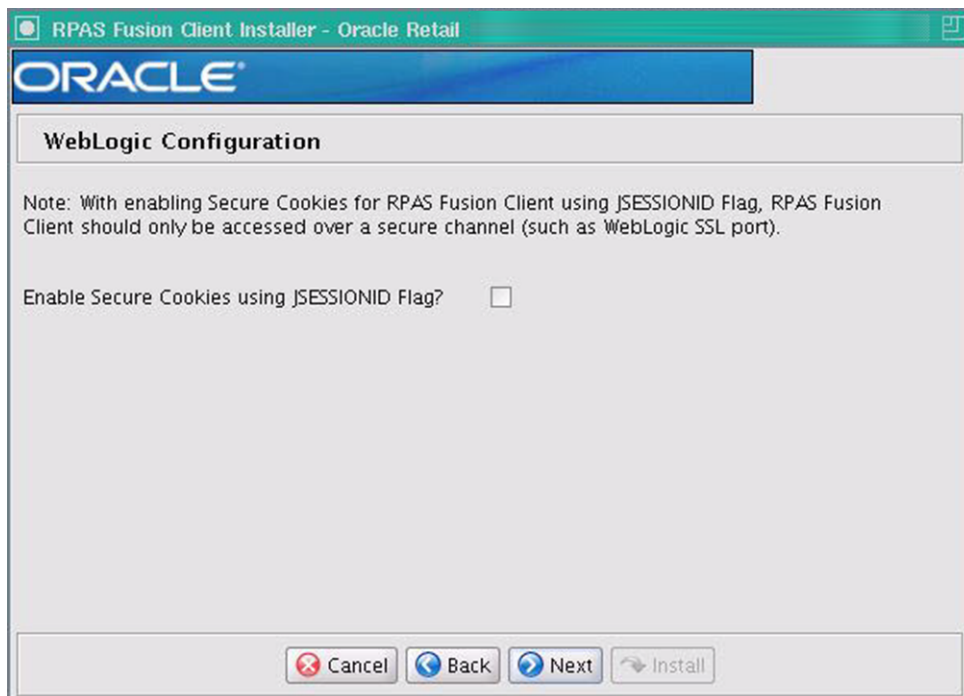 RPAS Fusion Client Installer - Oracle Retail
ORACLE®
WebLogic Configuration
Note: With enabling Secure Cookies for RPAS Fusion Client using JSESSIONID Flag, RPAS Fusion
Client should only be accessed over a secure channel (such as WebLogic SSL port).
Enable Secure Cookies using JSESSIONID Flag?
Cancel Back Next Install